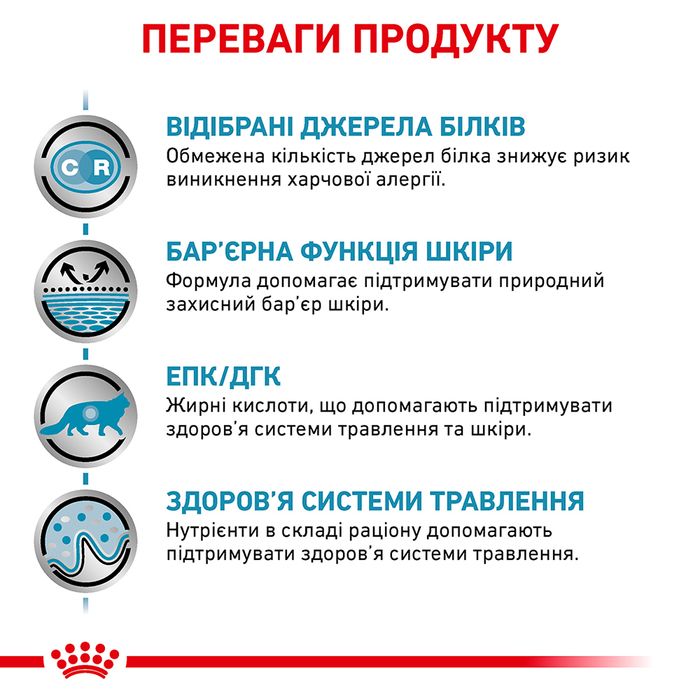 ПЕРЕВАГИ ПРОДУКТУ
C R
ВІДІБРАНІ ДЖЕРЕЛА БІЛКІВ
Обмежена кількість джерел білка знижує ризик
виникнення харчової алергії.
БАР’ЄРНА ФУНКЦІЯ ШКІРИ
Формула допомагає підтримувати природний
захисний бар’єр шкіри.
ЕПК/ДГК
Жирні кислоти, що допомагають підтримувати
здоров’я системи травлення та шкіри.
ЗДОРОВ’Я СИСТЕМИ ТРАВЛЕННЯ
Нутрієнти в складі раціону допомагають
підтримувати здоров’я системи травлення.